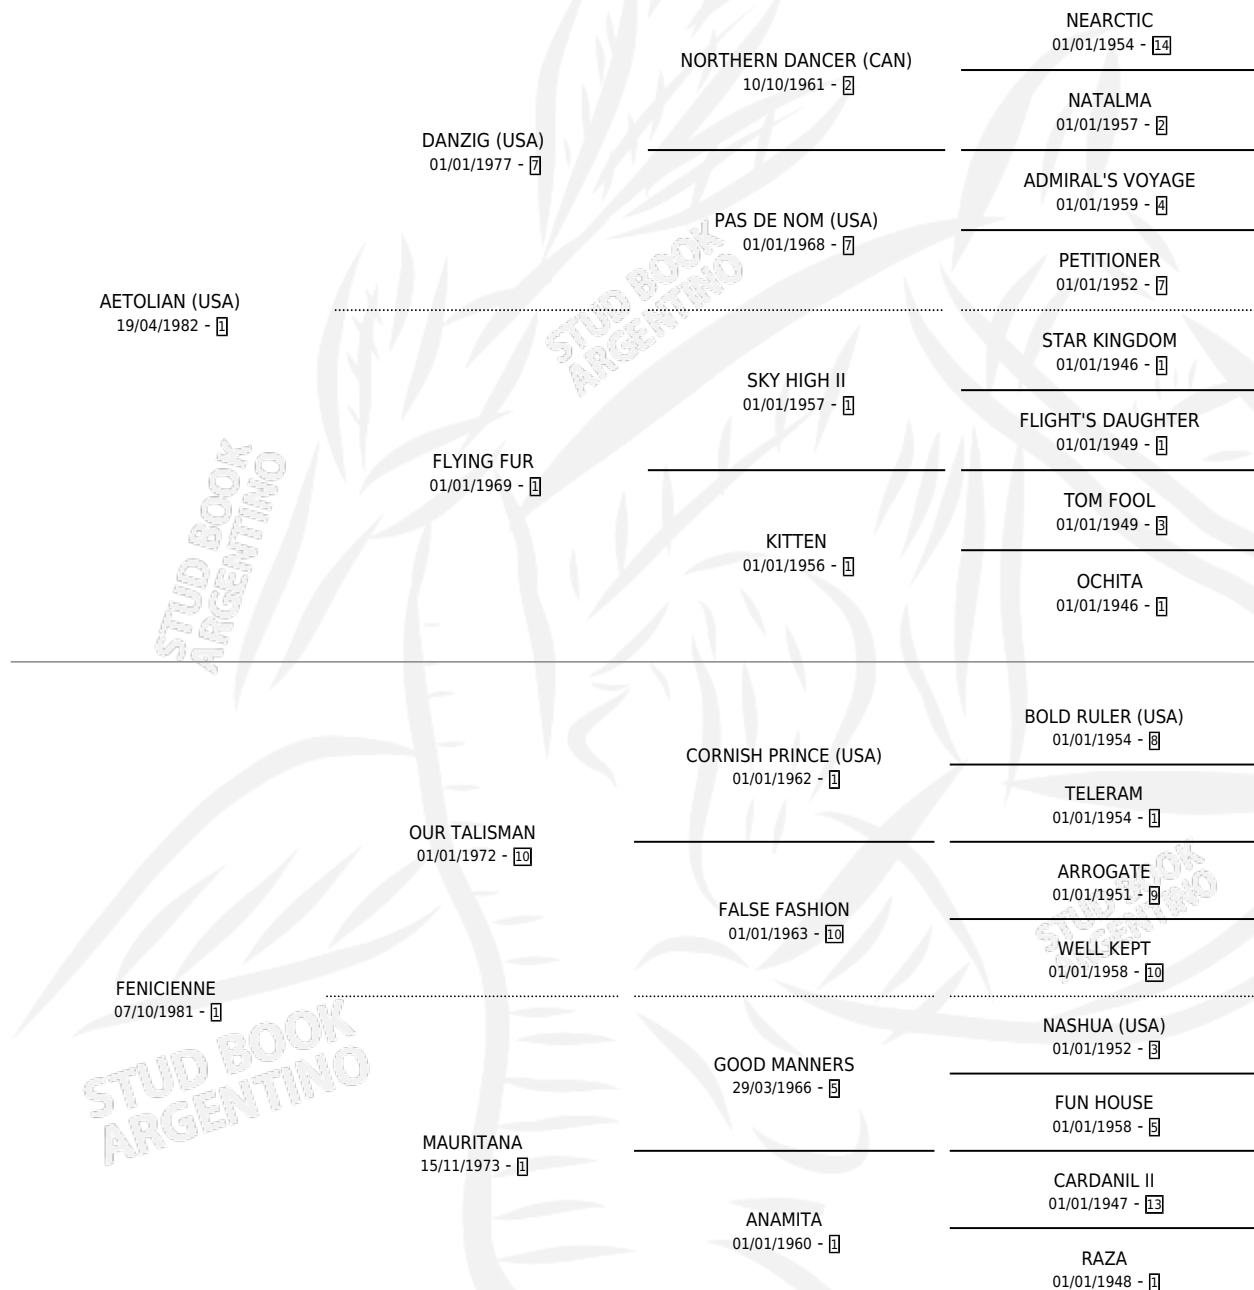 NEARCTIC
01/01/1954 - 14
NORTHERN DANCER (CAN)
10/10/1961 - 2
NATALMA
01/01/1957 - 2
DANZIG (USA)
01/01/1977 - 7
ADMIRAL'S VOYAGE
01/01/1959 - 4
PAS DE NOM (USA)
01/01/1968 - 7
PETITIONER
01/01/1952 - 7
AETOLIAN (USA)
19/04/1982 - 1
STAR KINGDOM
01/01/1946 - 1
SKY HIGH II
01/01/1957 - 1
FLIGHT'S DAUGHTER
01/01/1949 - 1
FLYING FUR
01/01/1969 - 1
TOM FOOL
01/01/1949 - 3
KITTEN
01/01/1956 - 1
OCHITA
01/01/1946 - 1
BOLD RULER (USA)
01/01/1954 - 8
CORNISH PRINCE (USA)
01/01/1962 - 1
TELERAM
01/01/1954 - 1
OUR TALISMAN
01/01/1972 - 10
ARROGATE
01/01/1951 - 9
FALSE FASHION
01/01/1963 - 10
WELL KEPT
01/01/1958 - 10
FENICIENNE
07/10/1981 - 1
NASHUA (USA)
01/01/1952 - 3
GOOD MANNERS
29/03/1966 - 5
FUN HOUSE
01/01/1958 - 5
MAURITANA
15/11/1973 - 1
CARDANIL II
01/01/1947 - 13
ANAMITA
01/01/1960 - 1
RAZA
01/01/1948 - 1
STUD BOOK
ARGENTINO
STUD BOOK
ARGENTINO
STUD BOOK
ARGENTINO
STUD BOOK
ARGENTINO